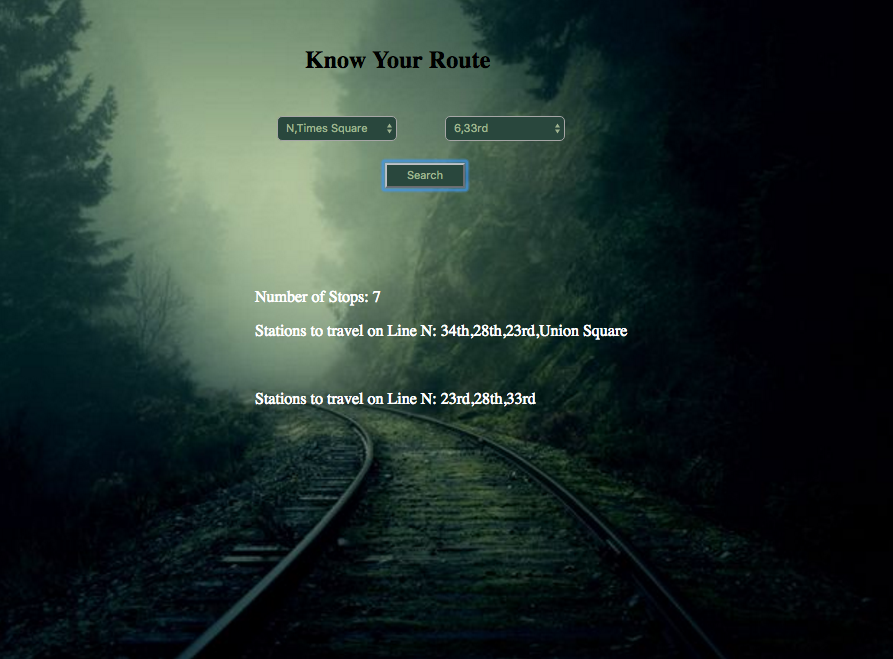 Know Your Route
N,Times Square 6,33rd
Search
Number of Stops: 7
Stations to travel on Line N: 34th,28th,23rd,Union Square
Stations to travel on Line N: 23rd,28th,33rd